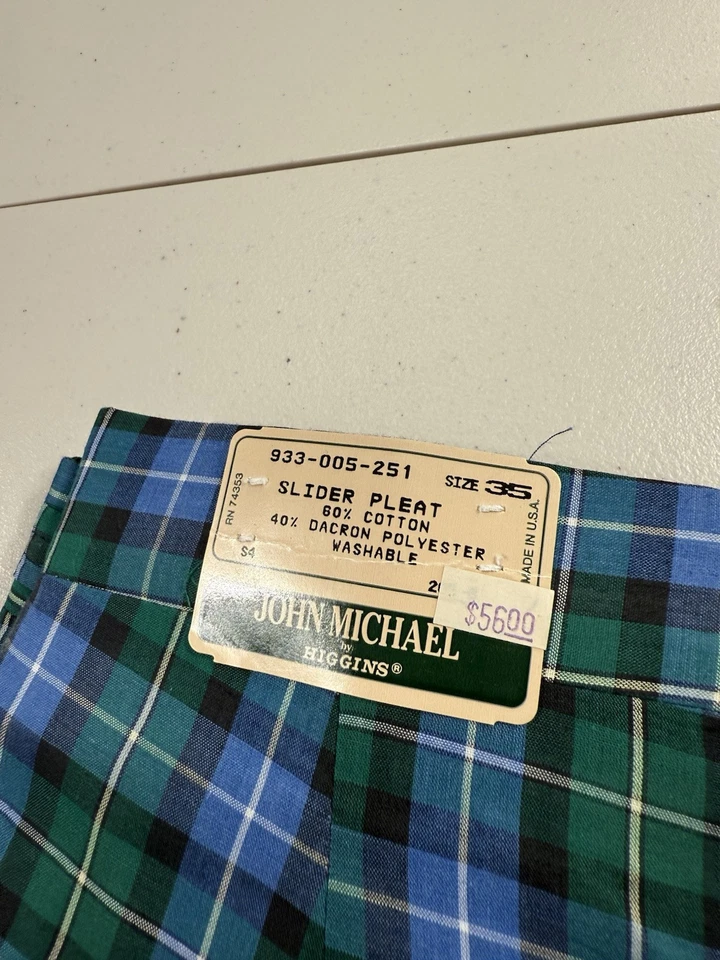 933-005-251
SIZE 35
RN 74353
SLIDER PLEAT
60% COTTON
40% DACRON POLYESTER
WASHABLE
S4
MADE IN U.S.A.
$5600
JOHN MICHAEL
by
HIGGINS®